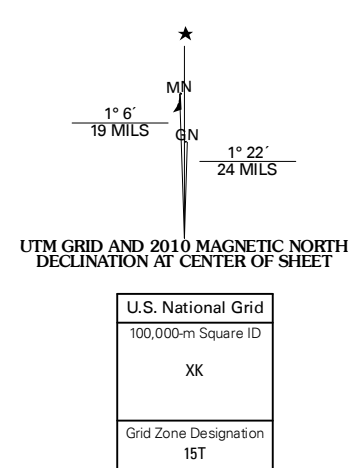 MN
1° 6´
19 MILS
GN
1° 22´
24 MILS
UTM GRID AND 2010 MAGNETIC NORTH
DECLINATION AT CENTER OF SHEET
U.S. National Grid
100,000-m Square ID
XK
Grid Zone Designation
15T